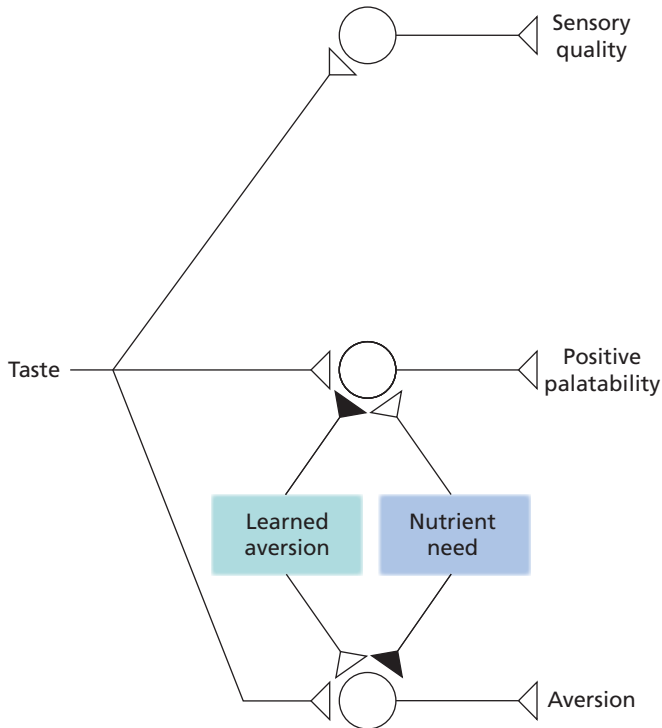 Sensory
quality
Taste
Positive
palatability
Learned
aversion
Nutrient
need
Aversion